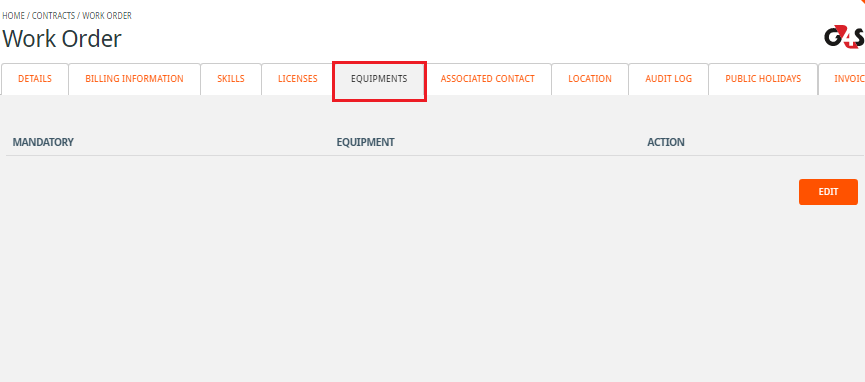 HOME / CONTRACTS / WORK ORDER
Work Order
G4S
DETAILS BILLING INFORMATION SKILLS LICENSES EQUIPMENTS ASSOCIATED CONTACT LOCATION AUDIT LOG PUBLIC HOLIDAYS INVOIC
MANDATORY EQUIPMENT ACTION
EDIT